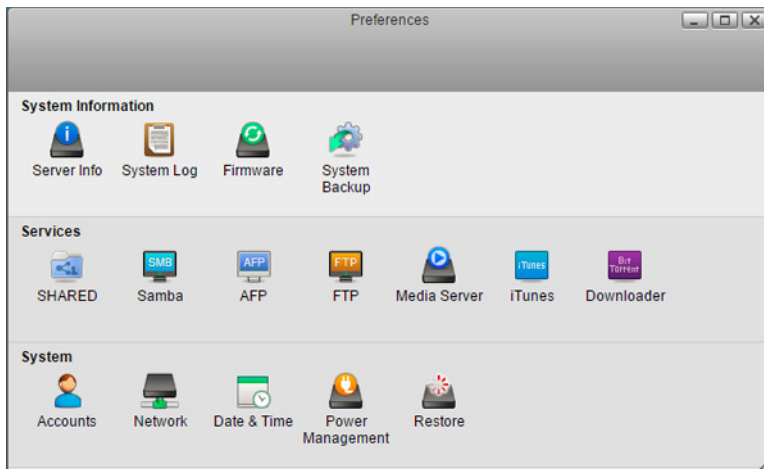 Preferences
System Information
Server Info System Log Firmware System Backup
Services
SMB AFP FTP iTunes Bit Torrent
SHARED Samba AFP FTP Media Server iTunes Downloader
System
Accounts Network Date & Time Power Management Restore